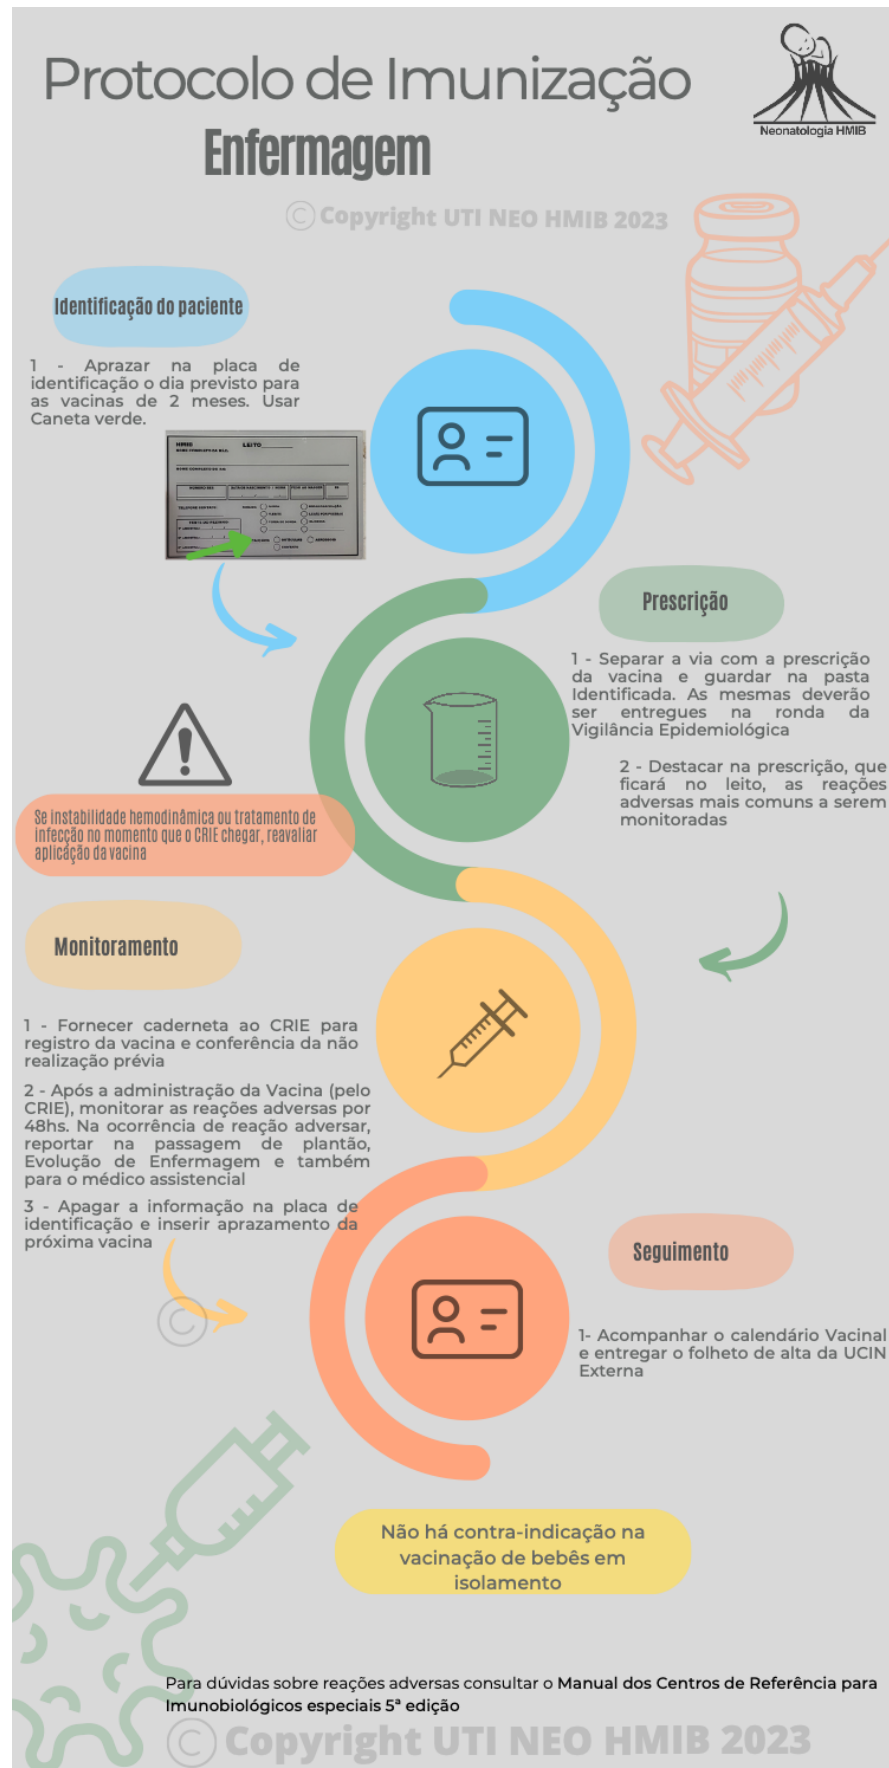 Protocolo de Imunização
Enfermagem
Neonatologia HMIB
© Copyright UTI NEO HMIB 2023
Identificação do paciente
1 - Aprazar na placa de
identificação o dia previsto para
as vacinas de 2 meses. Usar
Caneta verde.
HMIB LEITO
Prescrição
1 - Separar a via com a prescrição
da vacina e guardar na pasta
Identificada. As mesmas deverão
ser entregues na ronda da
Vigilância Epidemiológica
2 - Destacar na prescrição, que
ficará no leito, as reações
adversas mais comuns a serem
monitoradas
Se instabilidade hemodinâmica ou tratamento de
infecção no momento que o CRIE chegar, reavaliar
aplicação da vacina
Monitoramento
1 - Fornecer caderneta ao CRIE para
registro da vacina e conferência da não
realização prévia
2 - Após a administração da Vacina (pelo
CRIE), monitorar as reações adversas por
48hs. Na ocorrência de reação adversar,
reportar na passagem de plantão,
Evolução de Enfermagem e também
para o médico assistencial
3 - Apagar a informação na placa de
identificação e inserir aprazamento da
próxima vacina
©
Seguimento
1- Acompanhar o calendário Vacinal
e entregar o folheto de alta da UCIN
Externa
Não há contra-indicação na
vacinação de bebês em
isolamento
Para dúvidas sobre reações adversas consultar o Manual dos Centros de Referência para
Imunobiológicos especiais 5ª edição
© Copyright UTI NEO HMIB 2023